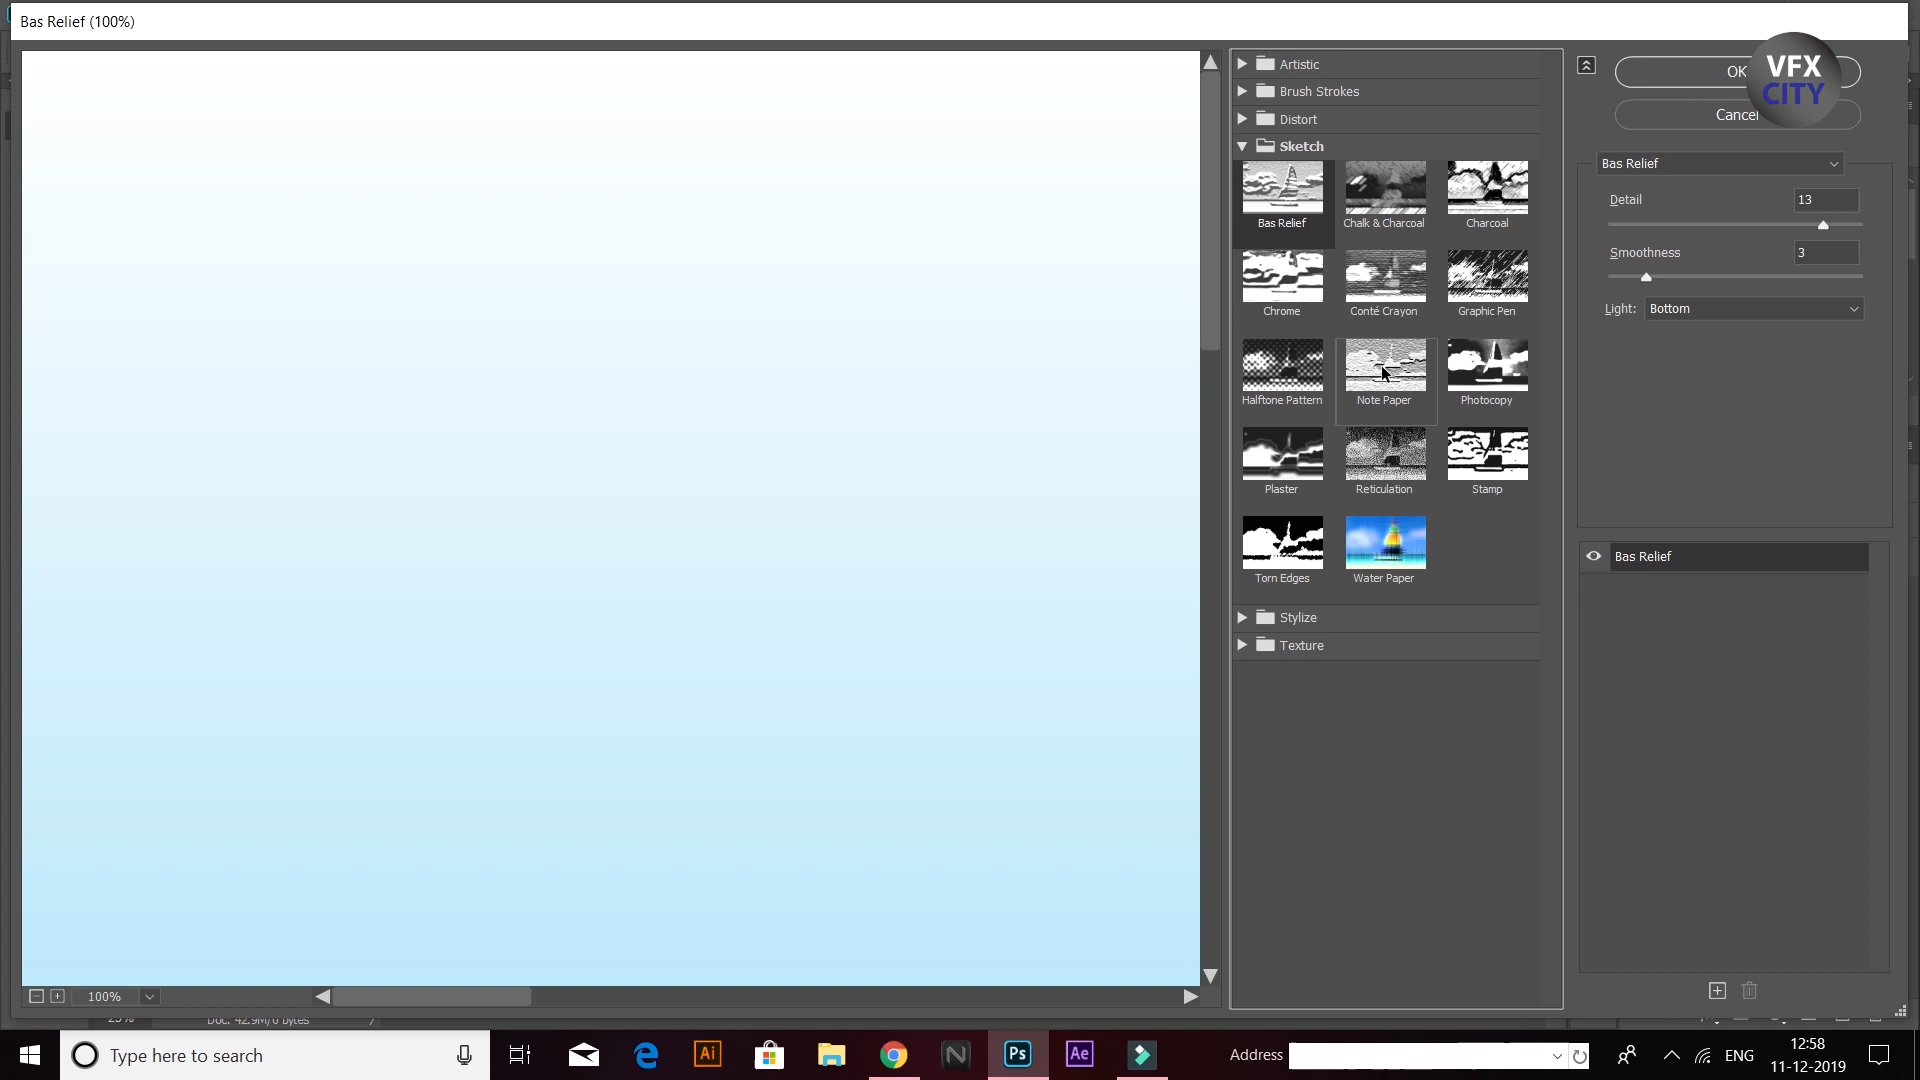 Bas Relief (100%)
Artistic
Brush Strokes
Distort
Sketch
Bas Relief
Chalk & Charcoal
Charcoal
Chrome
Conté Crayon
Graphic Pen
Halftone Pattern
Note Paper
Photocopy
Plaster
Reticulation
Stamp
Torn Edges
Water Paper
Stylize
Texture
OK
Cancel
VFX
CITY
Bas Relief
Detail
13
Smoothness
3
Light:
Bottom
Bas Relief
100%
Type here to search
Ai
N
Ps
Ae
Address
ENG
12:58
11-12-2019